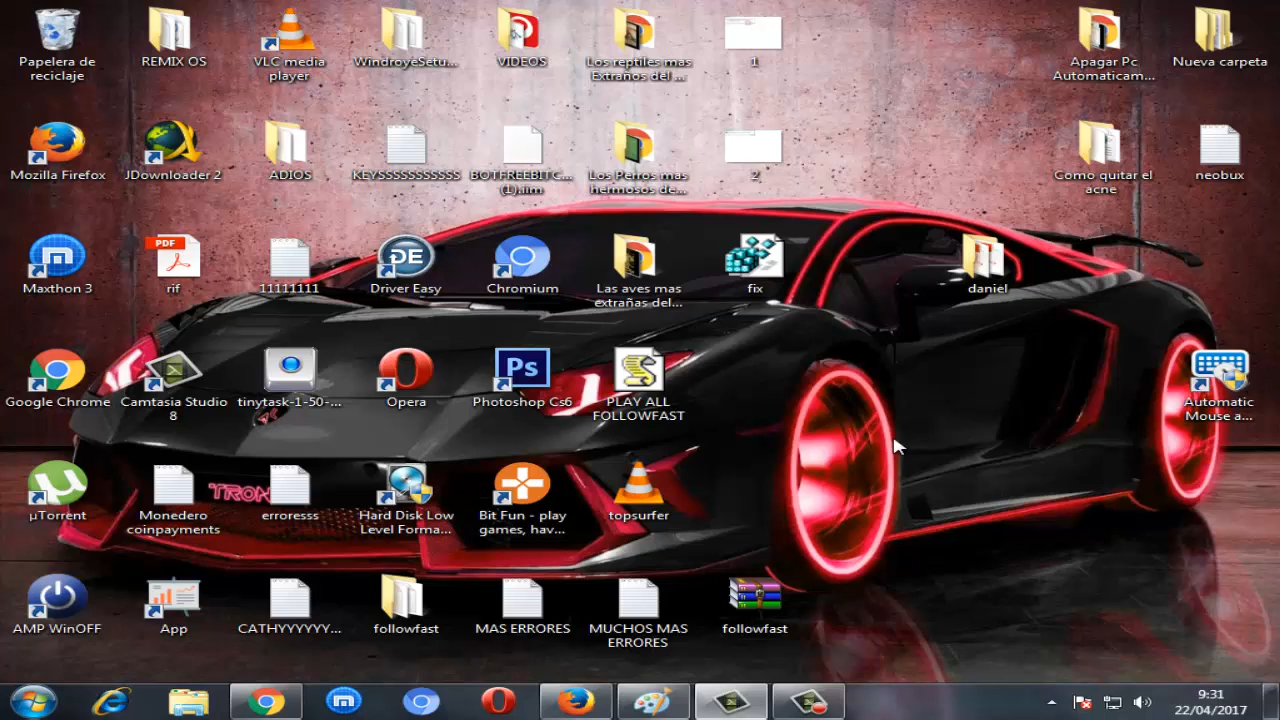 Papelera de
reciclaje
REMIX OS
VLC media
player
WindroyeSetu...
VIDEOS
Los reptiles mas
Extraños del ...
1
Apagar Pc
Automaticam...
Nueva carpeta
Mozilla Firefox
JDownloader 2
ADIOS
KEYSSSSSSSSSS
BOTFREEBITC...
(1).iim
Los Perros mas
hermosos de...
2
Como quitar el
acne
neobux
PDF
Maxthon 3
rif
11111111
DE
Driver Easy
Chromium
Las aves mas
extrañas del...
fix
daniel
Google Chrome
Camtasia Studio
8
tinytask-1-50-...
Opera
Ps
Photoshop Cs6
PLAY ALL
FOLLOWFAST
Automatic
Mouse a...
µTorrent
Monedero
coinpayments
TRON
erroresss
Hard Disk Low
Level Forma...
Bit Fun - play
games, hav...
topsurfer
AMP WinOFF
App
CATHYYYYYY...
followfast
MAS ERRORES
MUCHOS MAS
ERRORES
followfast
9:31
22/04/2017